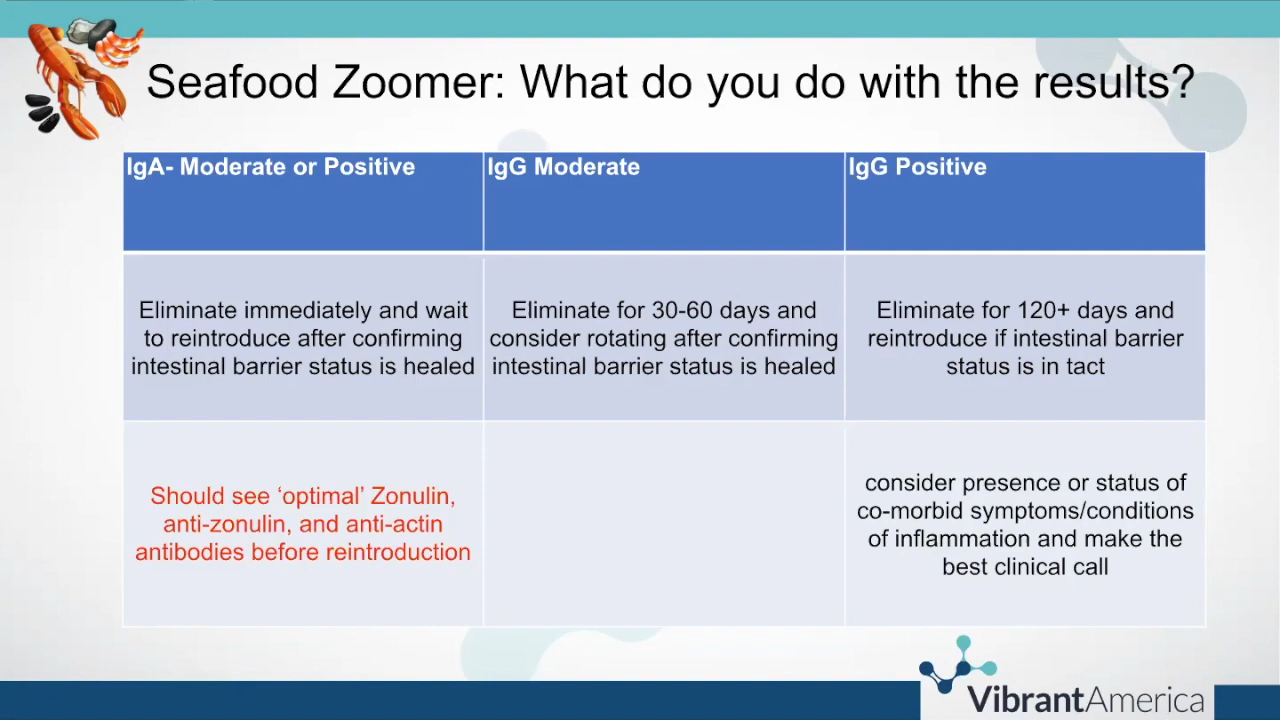 Seafood Zoomer: What do you do with the results?
IgA- Moderate or Positive
IgG Moderate
IgG Positive
Eliminate immediately and wait
to reintroduce after confirming
intestinal barrier status is healed
Eliminate for 30-60 days and
consider rotating after confirming
intestinal barrier status is healed
Eliminate for 120+ days and
reintroduce if intestinal barrier
status is in tact
Should see ‘optimal’ Zonulin,
anti-zonulin, and anti-actin
antibodies before reintroduction
consider presence or status of
co-morbid symptoms/conditions
of inflammation and make the
best clinical call
VibrantAmerica